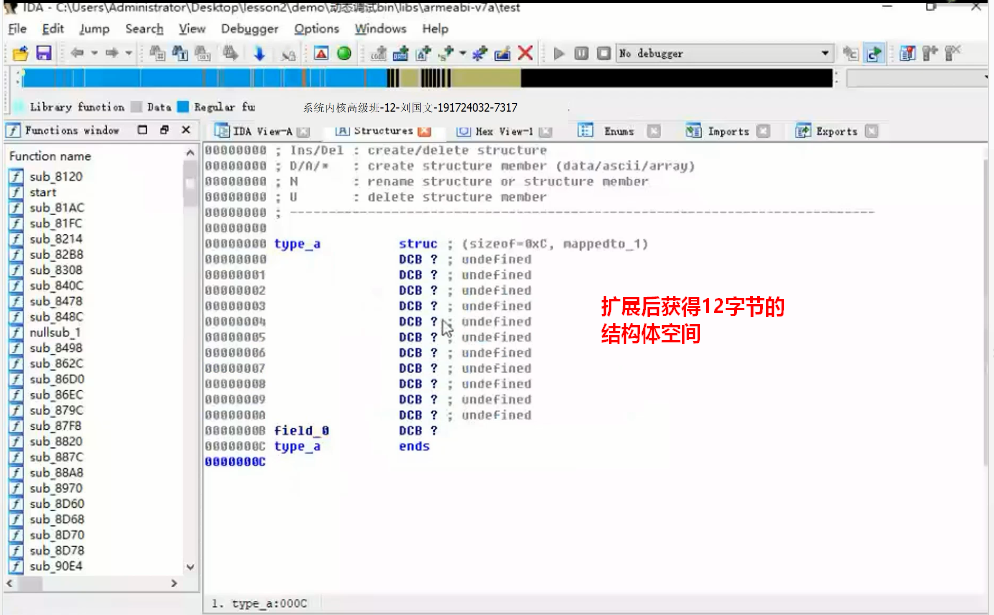 IDA - C:\Users\Administrator\Desktop\lesson2\demo\动态调试bin\libs\armeabi-v7a\test
File Edit Jump Search View Debugger Options Windows Help
No debugger
Library function Data Regular fu
系统内核高级班-12-刘国文-191724032-7317
Functions window
IDA View-A Structures Hex View-1 Enums Imports Exports
Function name
sub_8120
start
sub_81AC
sub_81FC
sub_8214
sub_82B8
sub_8308
sub_840C
sub_8478
sub_848C
nullsub_1
sub_8498
sub_862C
sub_86D0
sub_86EC
sub_879C
sub_87F8
sub_8820
sub_887C
sub_88A8
sub_8970
sub_8D60
sub_8D68
sub_8D70
sub_8D78
sub_90E4
00000000 ; Ins/Del : create/delete structure
00000000 ; D/A/* : create structure member (data/ascii/array)
00000000 ; N : rename structure or structure member
00000000 ; U : delete structure member
00000000 ; ---------------------------------------------------------------------------
00000000
00000000 type_a struc ; (sizeof=0xC, mappedto_1)
00000000 DCB ? ; undefined
00000001 DCB ? ; undefined
00000002 DCB ? ; undefined
00000003 DCB ? ; undefined
00000004 DCB ? ; undefined
00000005 DCB ? ; undefined
00000006 DCB ? ; undefined
00000007 DCB ? ; undefined
00000008 DCB ? ; undefined
00000009 DCB ? ; undefined
0000000A DCB ? ; undefined
0000000B field_0 DCB ?
0000000C type_a ends
0000000C
扩展后获得12字节的
结构体空间
1. type_a:000C